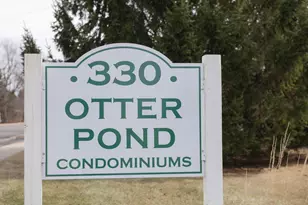 • 330 •
OTTER
POND
CONDOMINIUMS